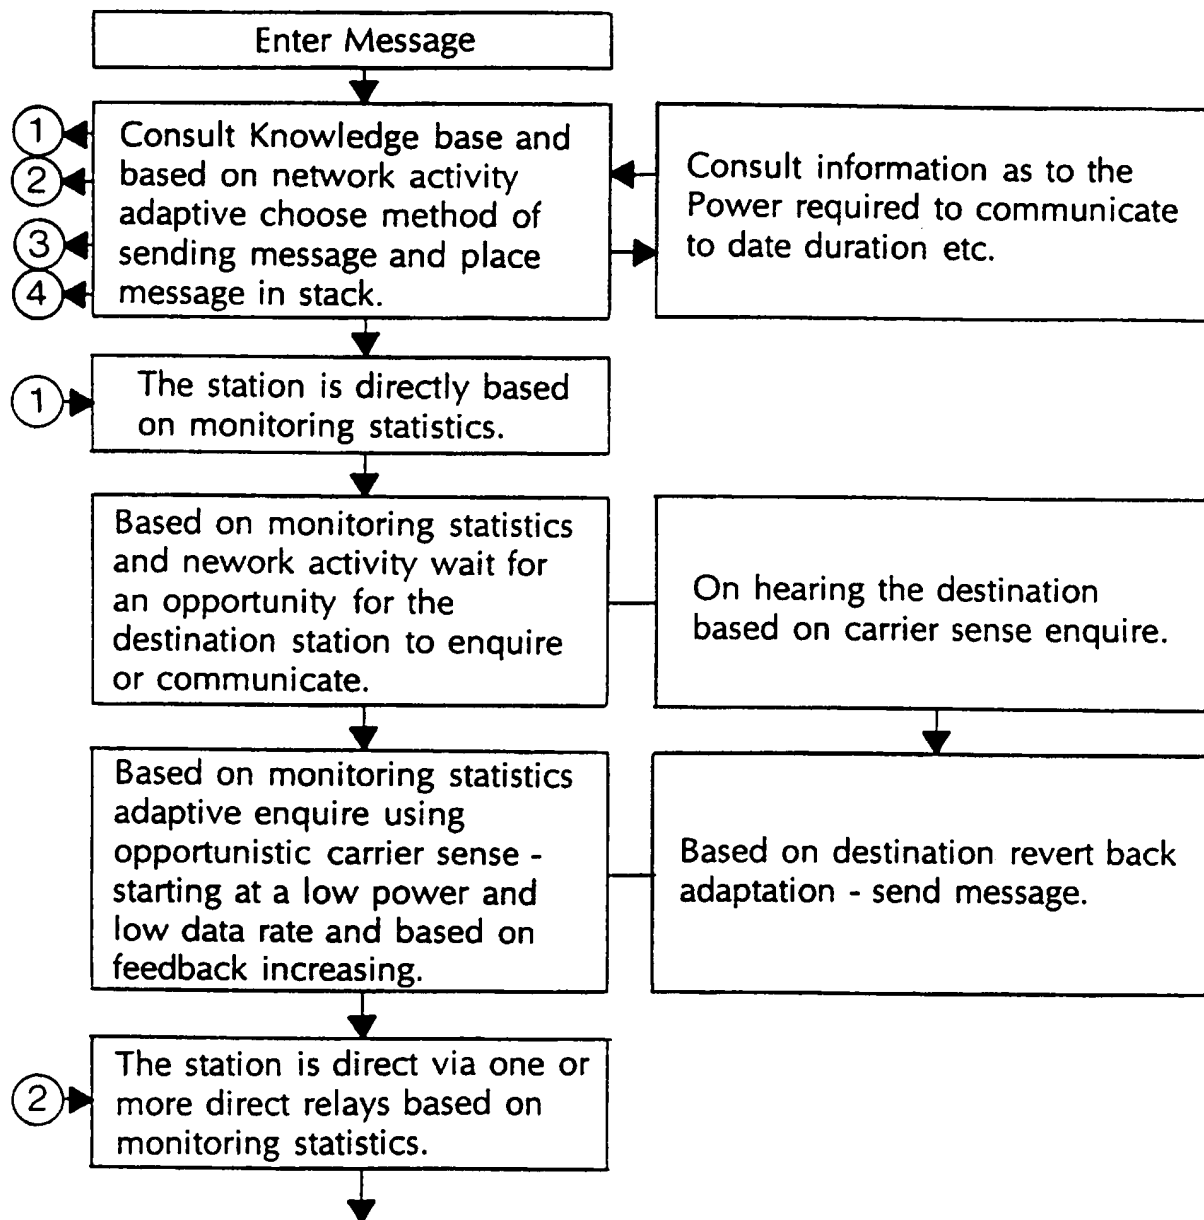 Enter Message
1
2
3
4
Consult Knowledge base and
based on network activity
adaptive choose method of
sending message and place
message in stack.
Consult information as to the
Power required to communicate
to date duration etc.
1
The station is directly based
on monitoring statistics.
Based on monitoring statistics
and nework activity wait for
an opportunity for the
destination station to enquire
or communicate.
On hearing the destination
based on carrier sense enquire.
Based on monitoring statistics
adaptive enquire using
opportunistic carrier sense -
starting at a low power and
low data rate and based on
feedback increasing.
Based on destination revert back
adaptation - send message.
2
The station is direct via one or
more direct relays based on
monitoring statistics.